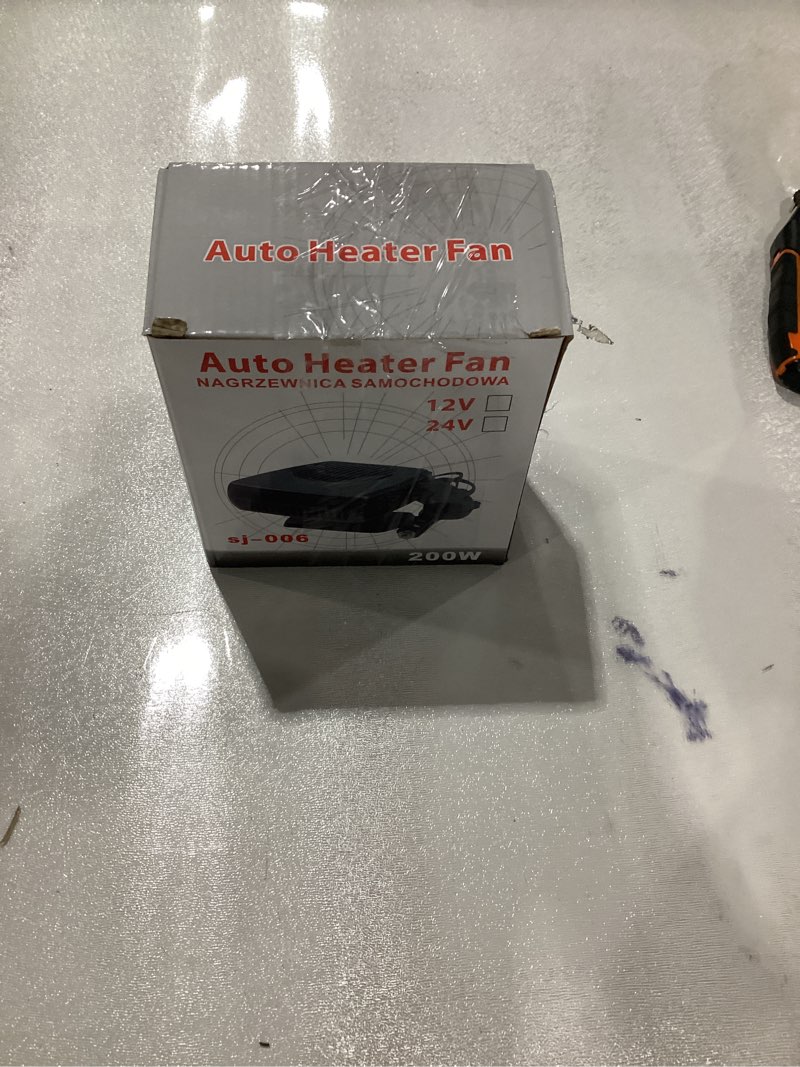 Auto Heater Fan
Auto Heater Fan
NAGRZEWNICA SAMOCHODOWA
12V
24V
sj-006
200W